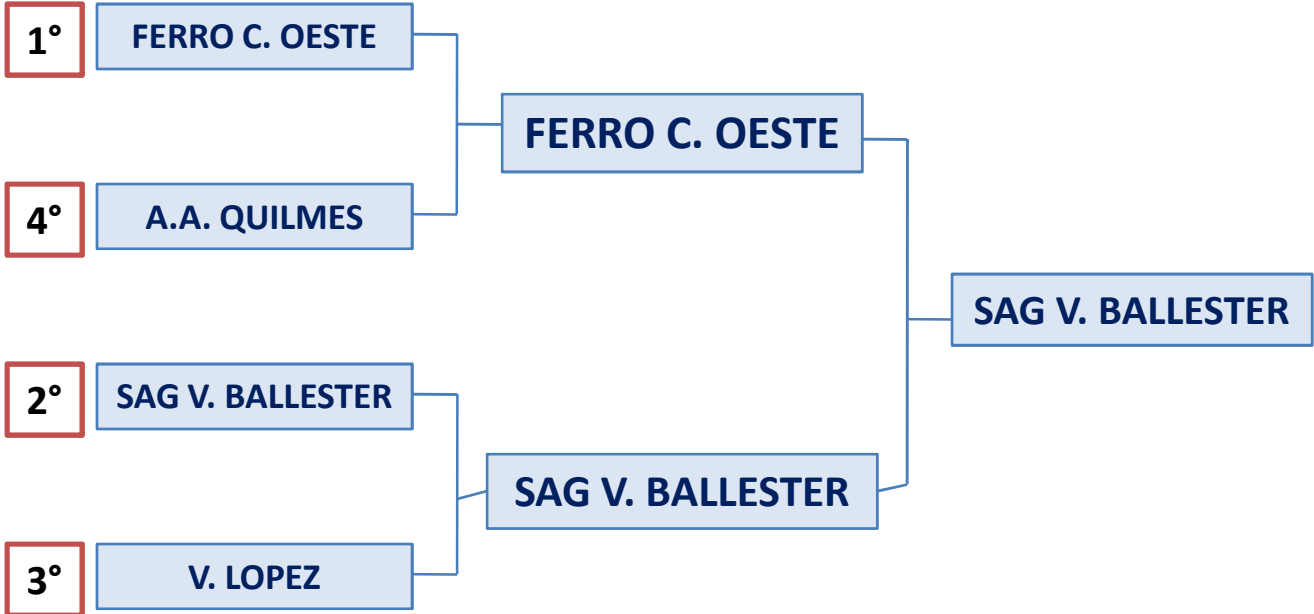 1° FERRO C. OESTE
FERRO C. OESTE
4° A.A. QUILMES
SAG V. BALLESTER
2° SAG V. BALLESTER
SAG V. BALLESTER
3° V. LOPEZ